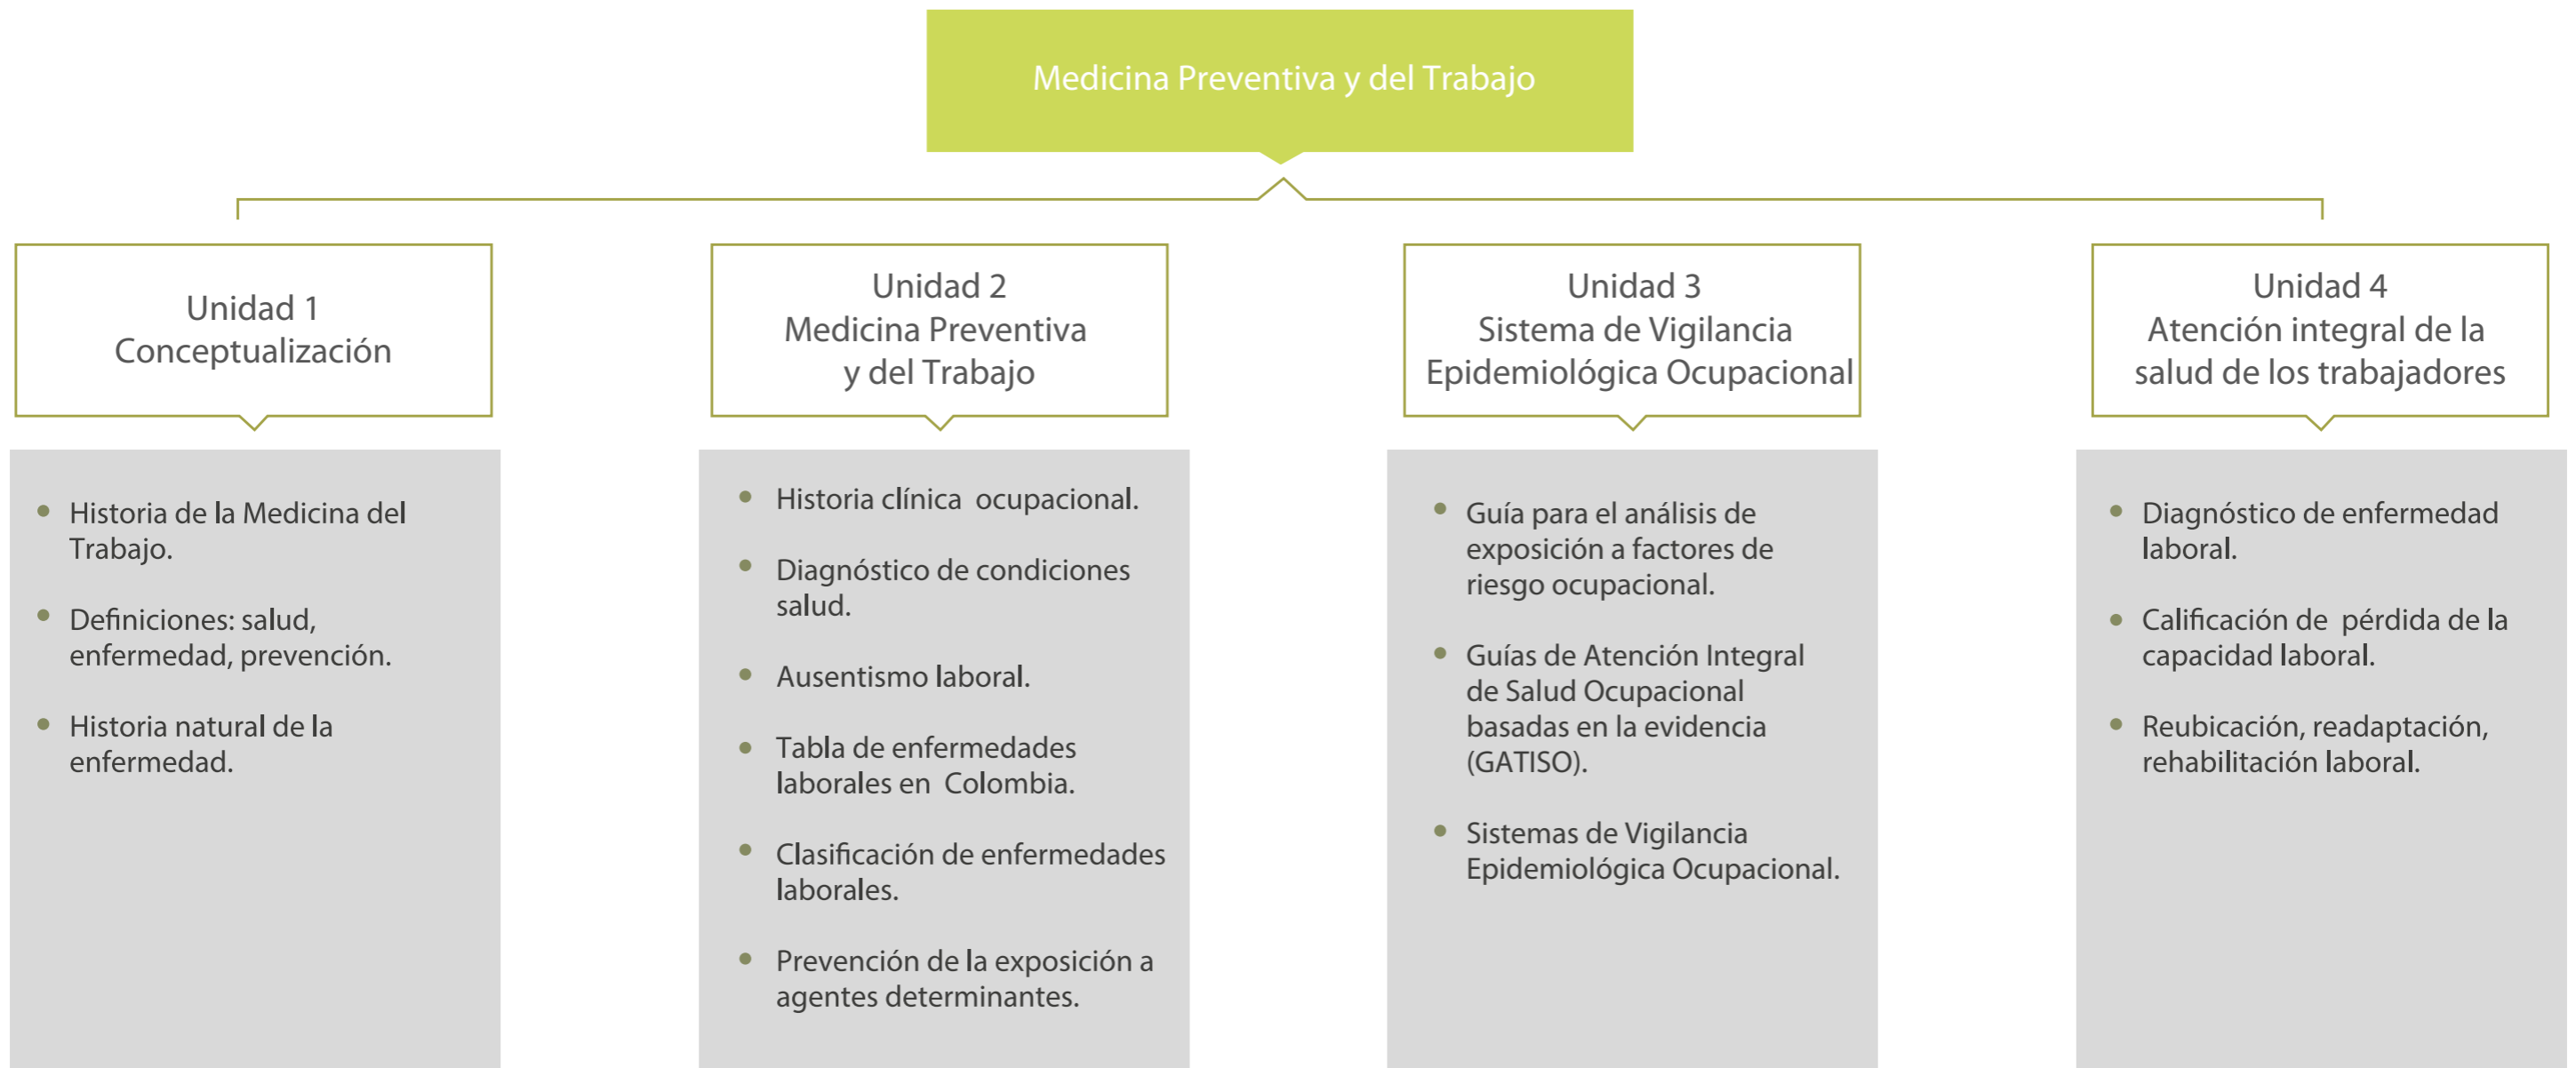 Medicina Preventiva y del Trabajo
Unidad 1
Conceptualización
Historia de la Medicina del
Trabajo.
Definiciones: salud,
enfermedad, prevención.
Historia natural de la
enfermedad.
Unidad 2
Medicina Preventiva
y del Trabajo
Historia clínica ocupacional.
Diagnóstico de condiciones
salud.
Ausentismo laboral.
Tabla de enfermedades
laborales en Colombia.
Clasificación de enfermedades
laborales.
Prevención de la exposición a
agentes determinantes.
Unidad 3
Sistema de Vigilancia
Epidemiológica Ocupacional
Guía para el análisis de
exposición a factores de
riesgo ocupacional.
Guías de Atención Integral
de Salud Ocupacional
basadas en la evidencia
(GATISO).
Sistemas de Vigilancia
Epidemiológica Ocupacional.
Unidad 4
Atención integral de la
salud de los trabajadores
Diagnóstico de enfermedad
laboral.
Calificación de pérdida de la
capacidad laboral.
Reubicación, readaptación,
rehabilitación laboral.